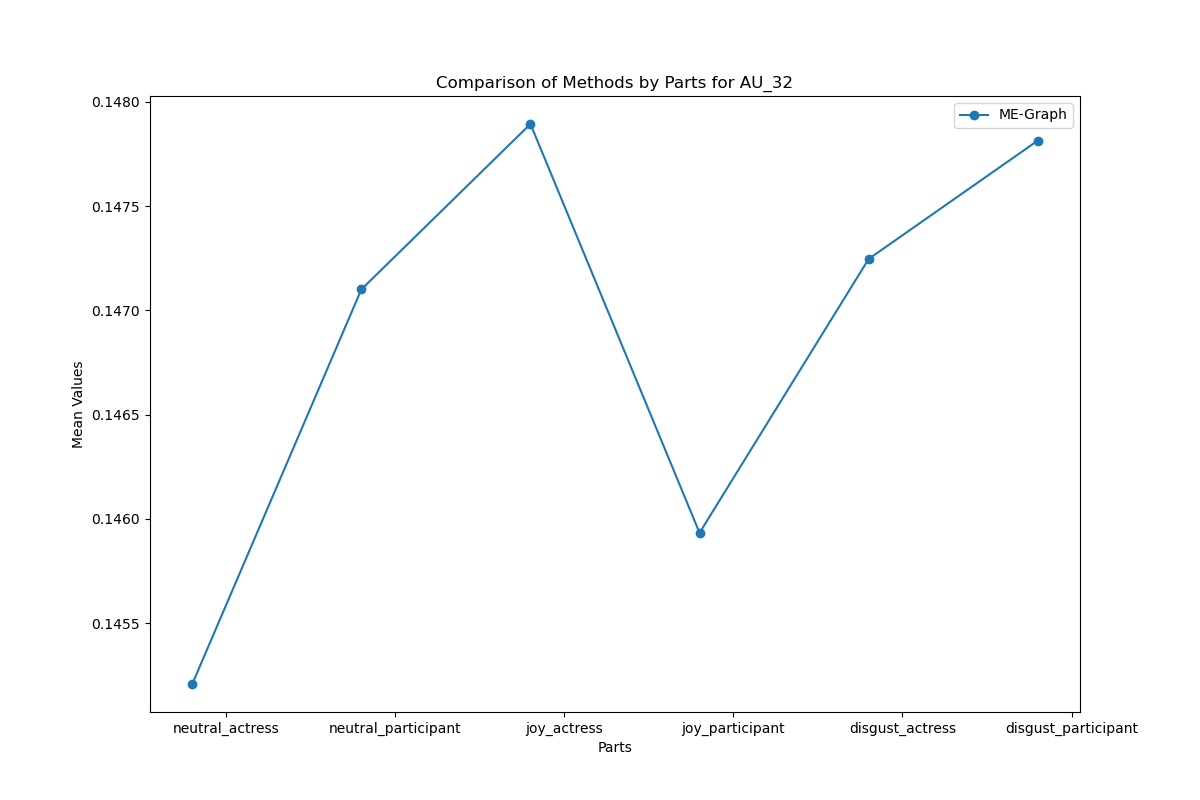 Comparison of Methods by Parts for AU_32
ME-Graph
0.1480
0.1475
0.1470
0.1465
0.1460
0.1455
Mean Values
neutral_actress
neutral_participant
joy_actress
joy_participant
disgust_actress
disgust_participant
Parts